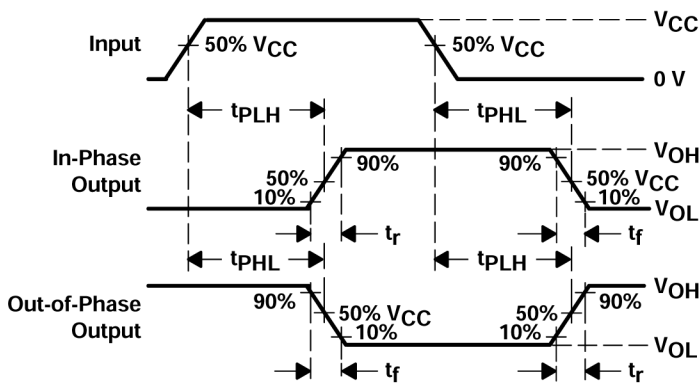 VCC
Input
50% VCC
50% VCC
0 V
tPLH
tPHL
In-Phase
Output
VOH
90%
90%
50%
50% VCC
10%
10%
VOL
tr
tf
tPHL
tPLH
Out-of-Phase
Output
VOH
90%
90%
50% VCC
50%
10%
10%
VOL
tf
tr